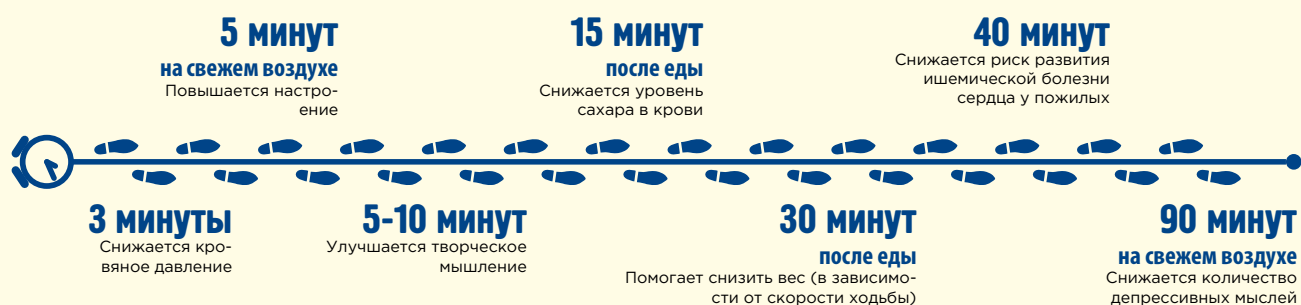 5 минут
на свежем воздухе
Повышается настро-
ение
15 минут
после еды
Снижается уровень
сахара в крови
40 минут
Снижается риск развития
ишемической болезни
сердца у пожилых
3 минуты
Снижается кро-
вяное давление
5-10 минут
Улучшается творческое
мышление
30 минут
после еды
Помогает снизить вес (в зависимо-
сти от скорости ходьбы)
90 минут
на свежем воздухе
Снижается количество
депрессивных мыслей